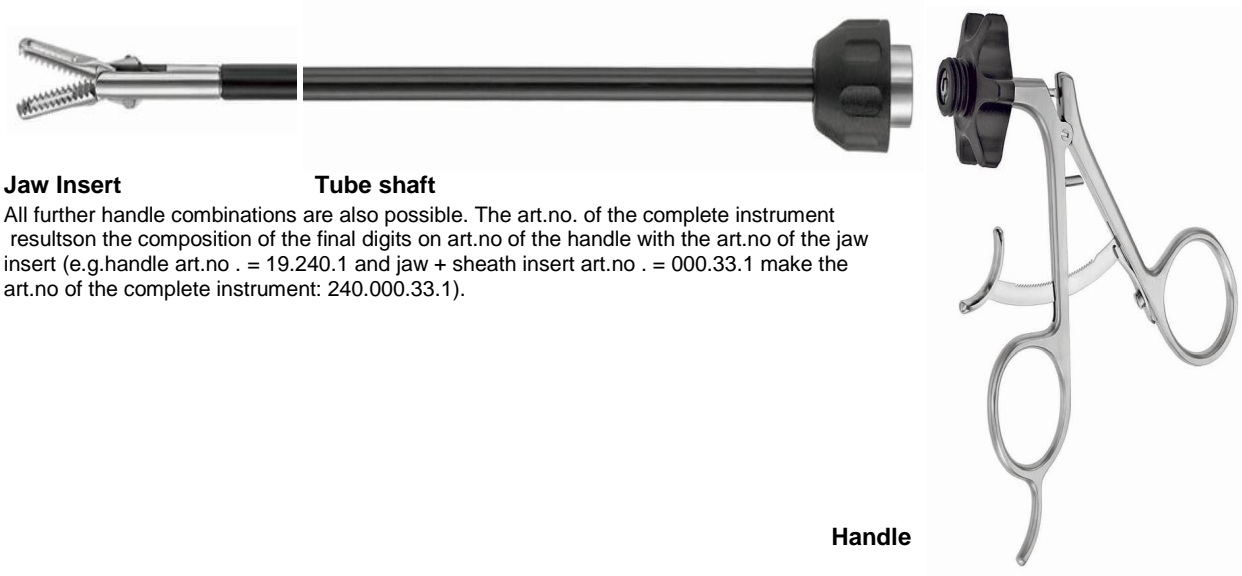 Jaw Insert Tube shaft
All further handle combinations are also possible. The art.no. of the complete instrument
resultson the composition of the final digits on art.no of the handle with the art.no of the jaw
insert (e.g.handle art.no . = 19.240.1 and jaw + sheath insert art.no . = 000.33.1 make the
art.no of the complete instrument: 240.000.33.1).
Handle